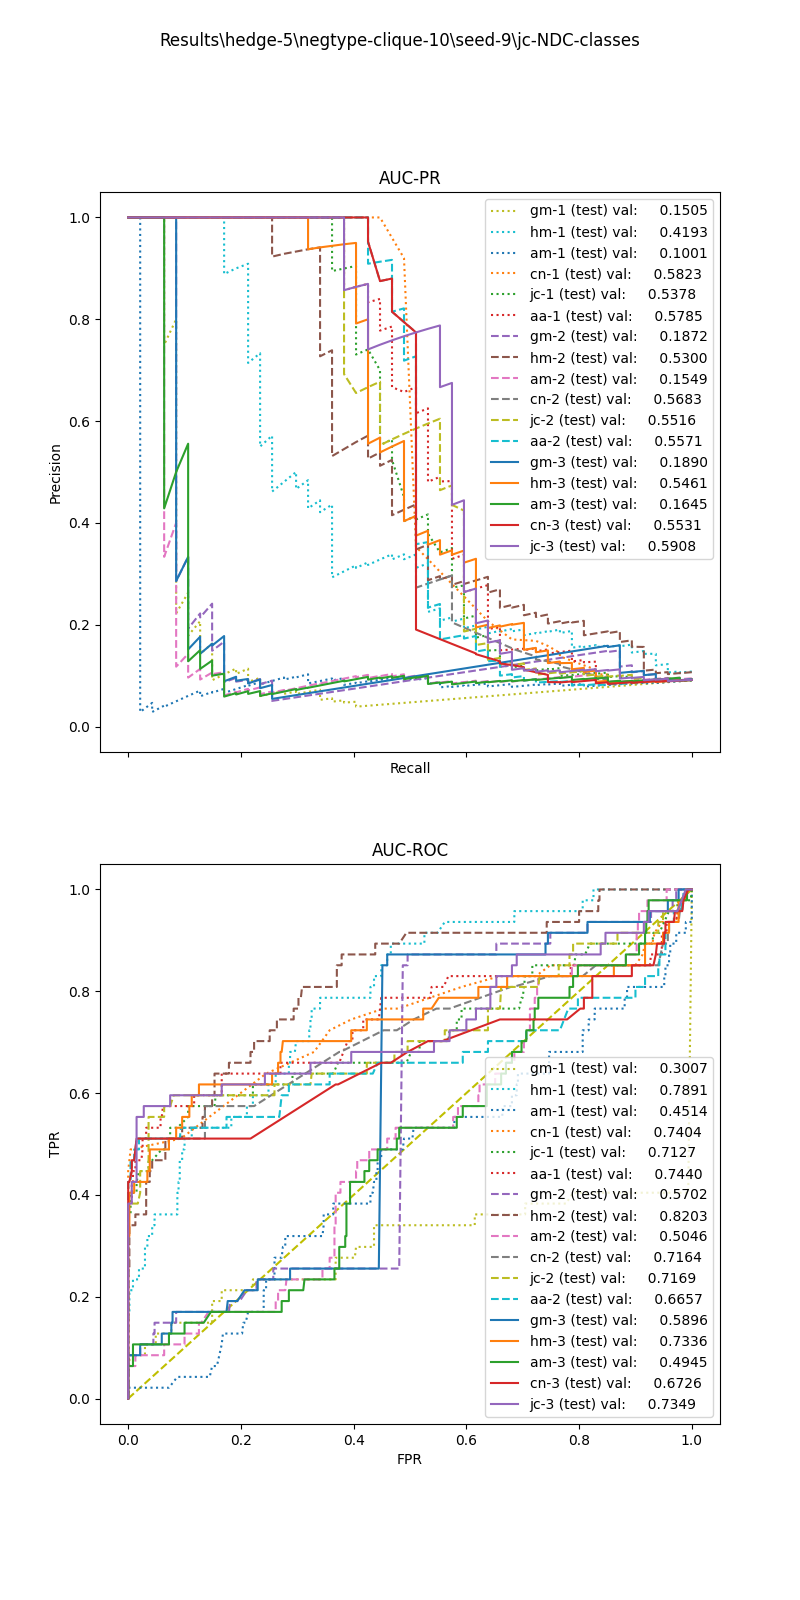 Results\hedge-5\negtype-clique-10\seed-9\jc-NDC-classes
AUC-PR
1.0
0.8
0.6
0.4
0.2
0.0
Precision
Recall
gm-1 (test) val: 0.1505
hm-1 (test) val: 0.4193
am-1 (test) val: 0.1001
cn-1 (test) val: 0.5823
jc-1 (test) val: 0.5378
aa-1 (test) val: 0.5785
gm-2 (test) val: 0.1872
hm-2 (test) val: 0.5300
am-2 (test) val: 0.1549
cn-2 (test) val: 0.5683
jc-2 (test) val: 0.5516
aa-2 (test) val: 0.5571
gm-3 (test) val: 0.1890
hm-3 (test) val: 0.5461
am-3 (test) val: 0.1645
cn-3 (test) val: 0.5531
jc-3 (test) val: 0.5908
AUC-ROC
1.0
0.8
0.6
0.4
0.2
0.0
TPR
0.0 0.2 0.4 0.6 0.8 1.0
FPR
gm-1 (test) val: 0.3007
hm-1 (test) val: 0.7891
am-1 (test) val: 0.4514
cn-1 (test) val: 0.7404
jc-1 (test) val: 0.7127
aa-1 (test) val: 0.7440
gm-2 (test) val: 0.5702
hm-2 (test) val: 0.8203
am-2 (test) val: 0.5046
cn-2 (test) val: 0.7164
jc-2 (test) val: 0.7169
aa-2 (test) val: 0.6657
gm-3 (test) val: 0.5896
hm-3 (test) val: 0.7336
am-3 (test) val: 0.4945
cn-3 (test) val: 0.6726
jc-3 (test) val: 0.7349